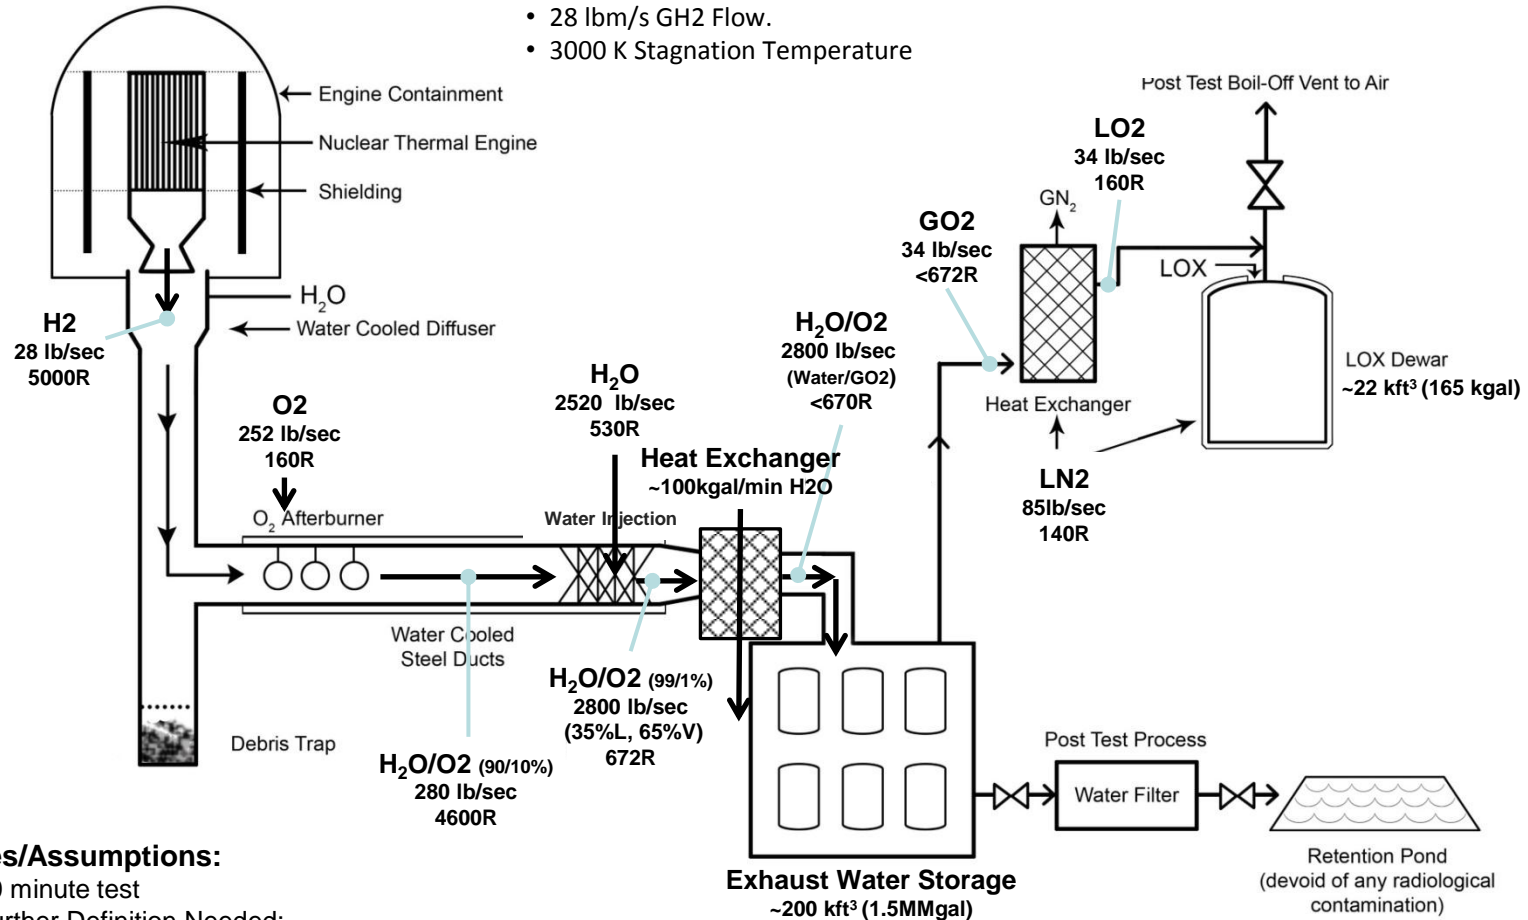 • 28 lbm/s GH2 Flow.
• 3000 K Stagnation Temperature
Engine Containment
Nuclear Thermal Engine
Shielding
H2O
Water Cooled Diffuser
H2
28 lb/sec
5000R
O2
252 lb/sec
160R
O2 Afterburner
H2O
2520 lb/sec
530R
Water Injection
Heat Exchanger
~100kgal/min H2O
H2O/O2
2800 lb/sec
(Water/GO2)
<670R
GO2
34 lb/sec
<672R
GN2
LO2
34 lb/sec
160R
Post Test Boil-Off Vent to Air
LOX
Heat Exchanger
LN2
85lb/sec
140R
LOX Dewar
~22 kft³ (165 kgal)
Water Cooled
Steel Ducts
H2O/O2 (99/1%)
2800 lb/sec
(35%L, 65%V)
672R
Debris Trap
H2O/O2 (90/10%)
280 lb/sec
4600R
Post Test Process
Water Filter
Retention Pond
(devoid of any radiological
contamination)
Exhaust Water Storage
~200 kft³ (1.5MMgal)
es/Assumptions:
minute test
urther Definition Needed: